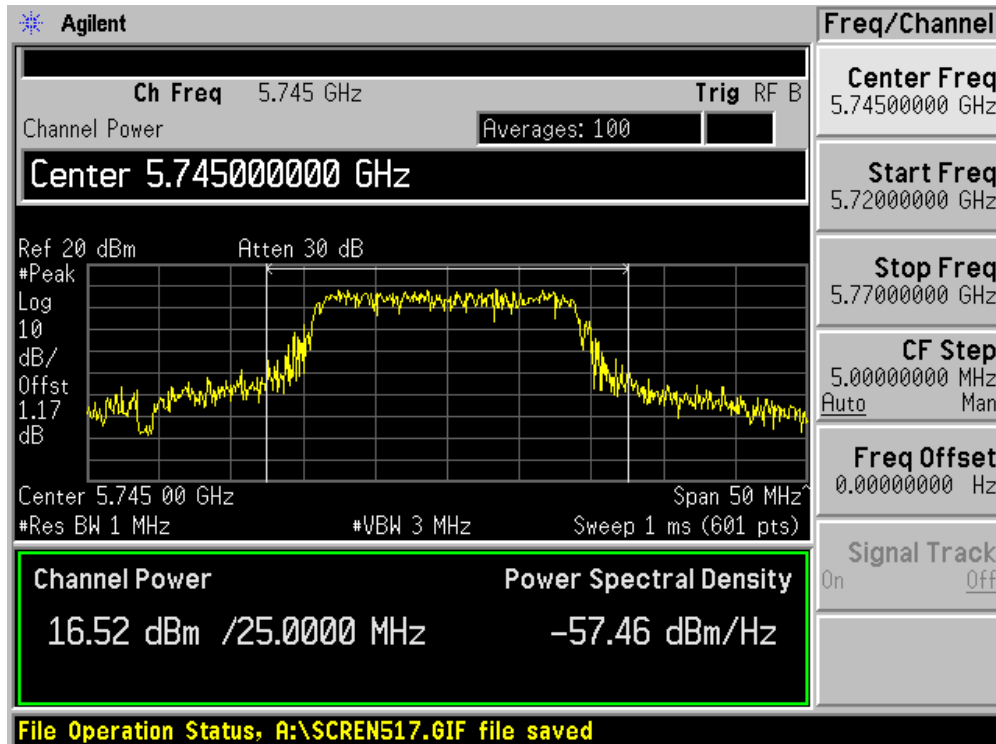 Agilent
Freq/Channel
Ch Freq 5.745 GHz Trig RF B
Channel Power Averages: 100
Center 5.745000000 GHz
Ref 20 dBm Atten 30 dB
#Peak
Log
10
dB/
Offst
1.17
dB
Center 5.745 00 GHz Span 50 MHz^
#Res BW 1 MHz #VBW 3 MHz Sweep 1 ms (601 pts)
Channel Power Power Spectral Density
16.52 dBm /25.0000 MHz -57.46 dBm/Hz
File Operation Status, A:\SCREN517.GIF file saved
Center Freq
5.74500000 GHz
Start Freq
5.72000000 GHz
Stop Freq
5.77000000 GHz
CF Step
5.00000000 MHz
Auto Man
Freq Offset
0.00000000 Hz
Signal Track
On Off